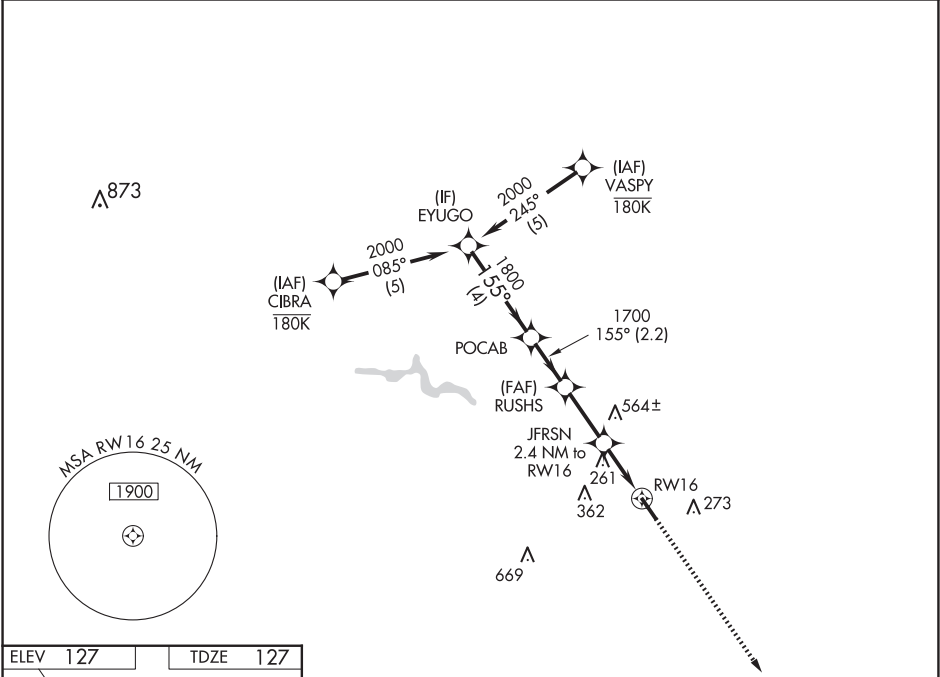 873
(IAF)
VASPY
180K
2000
245°
(5)
(IF)
EYUGO
2000
085°
(5)
(IAF)
CIBRA
180K
1800
155°
(4)
1700
155° (2.2)
POCAB
(FAF)
RUSHS
564±
JFRSN
2.4 NM to
RW16
261
362
RW16
273
669
MSA RW16 25 NM
1900
ELEV 127
TDZE 127